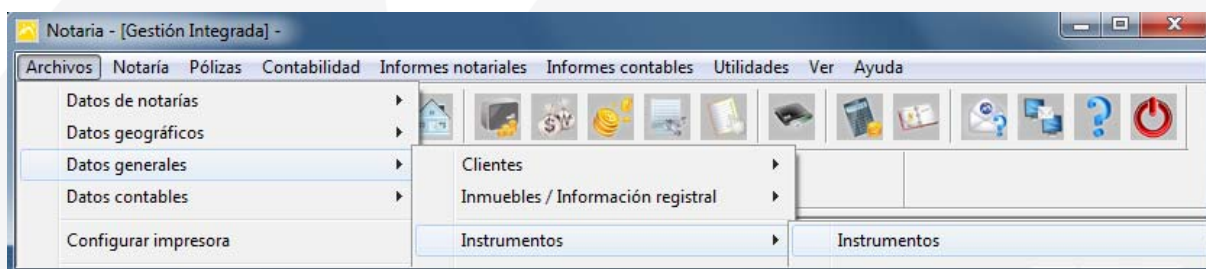 Notaria - [Gestión Integrada] -
Archivos Notaría Pólizas Contabilidad Informes notariales Informes contables Utilidades Ver Ayuda
Datos de notarías
Datos geográficos
Datos generales
Clientes
Datos contables
Inmuebles / Información registral
Configurar impresora
Instrumentos
Instrumentos